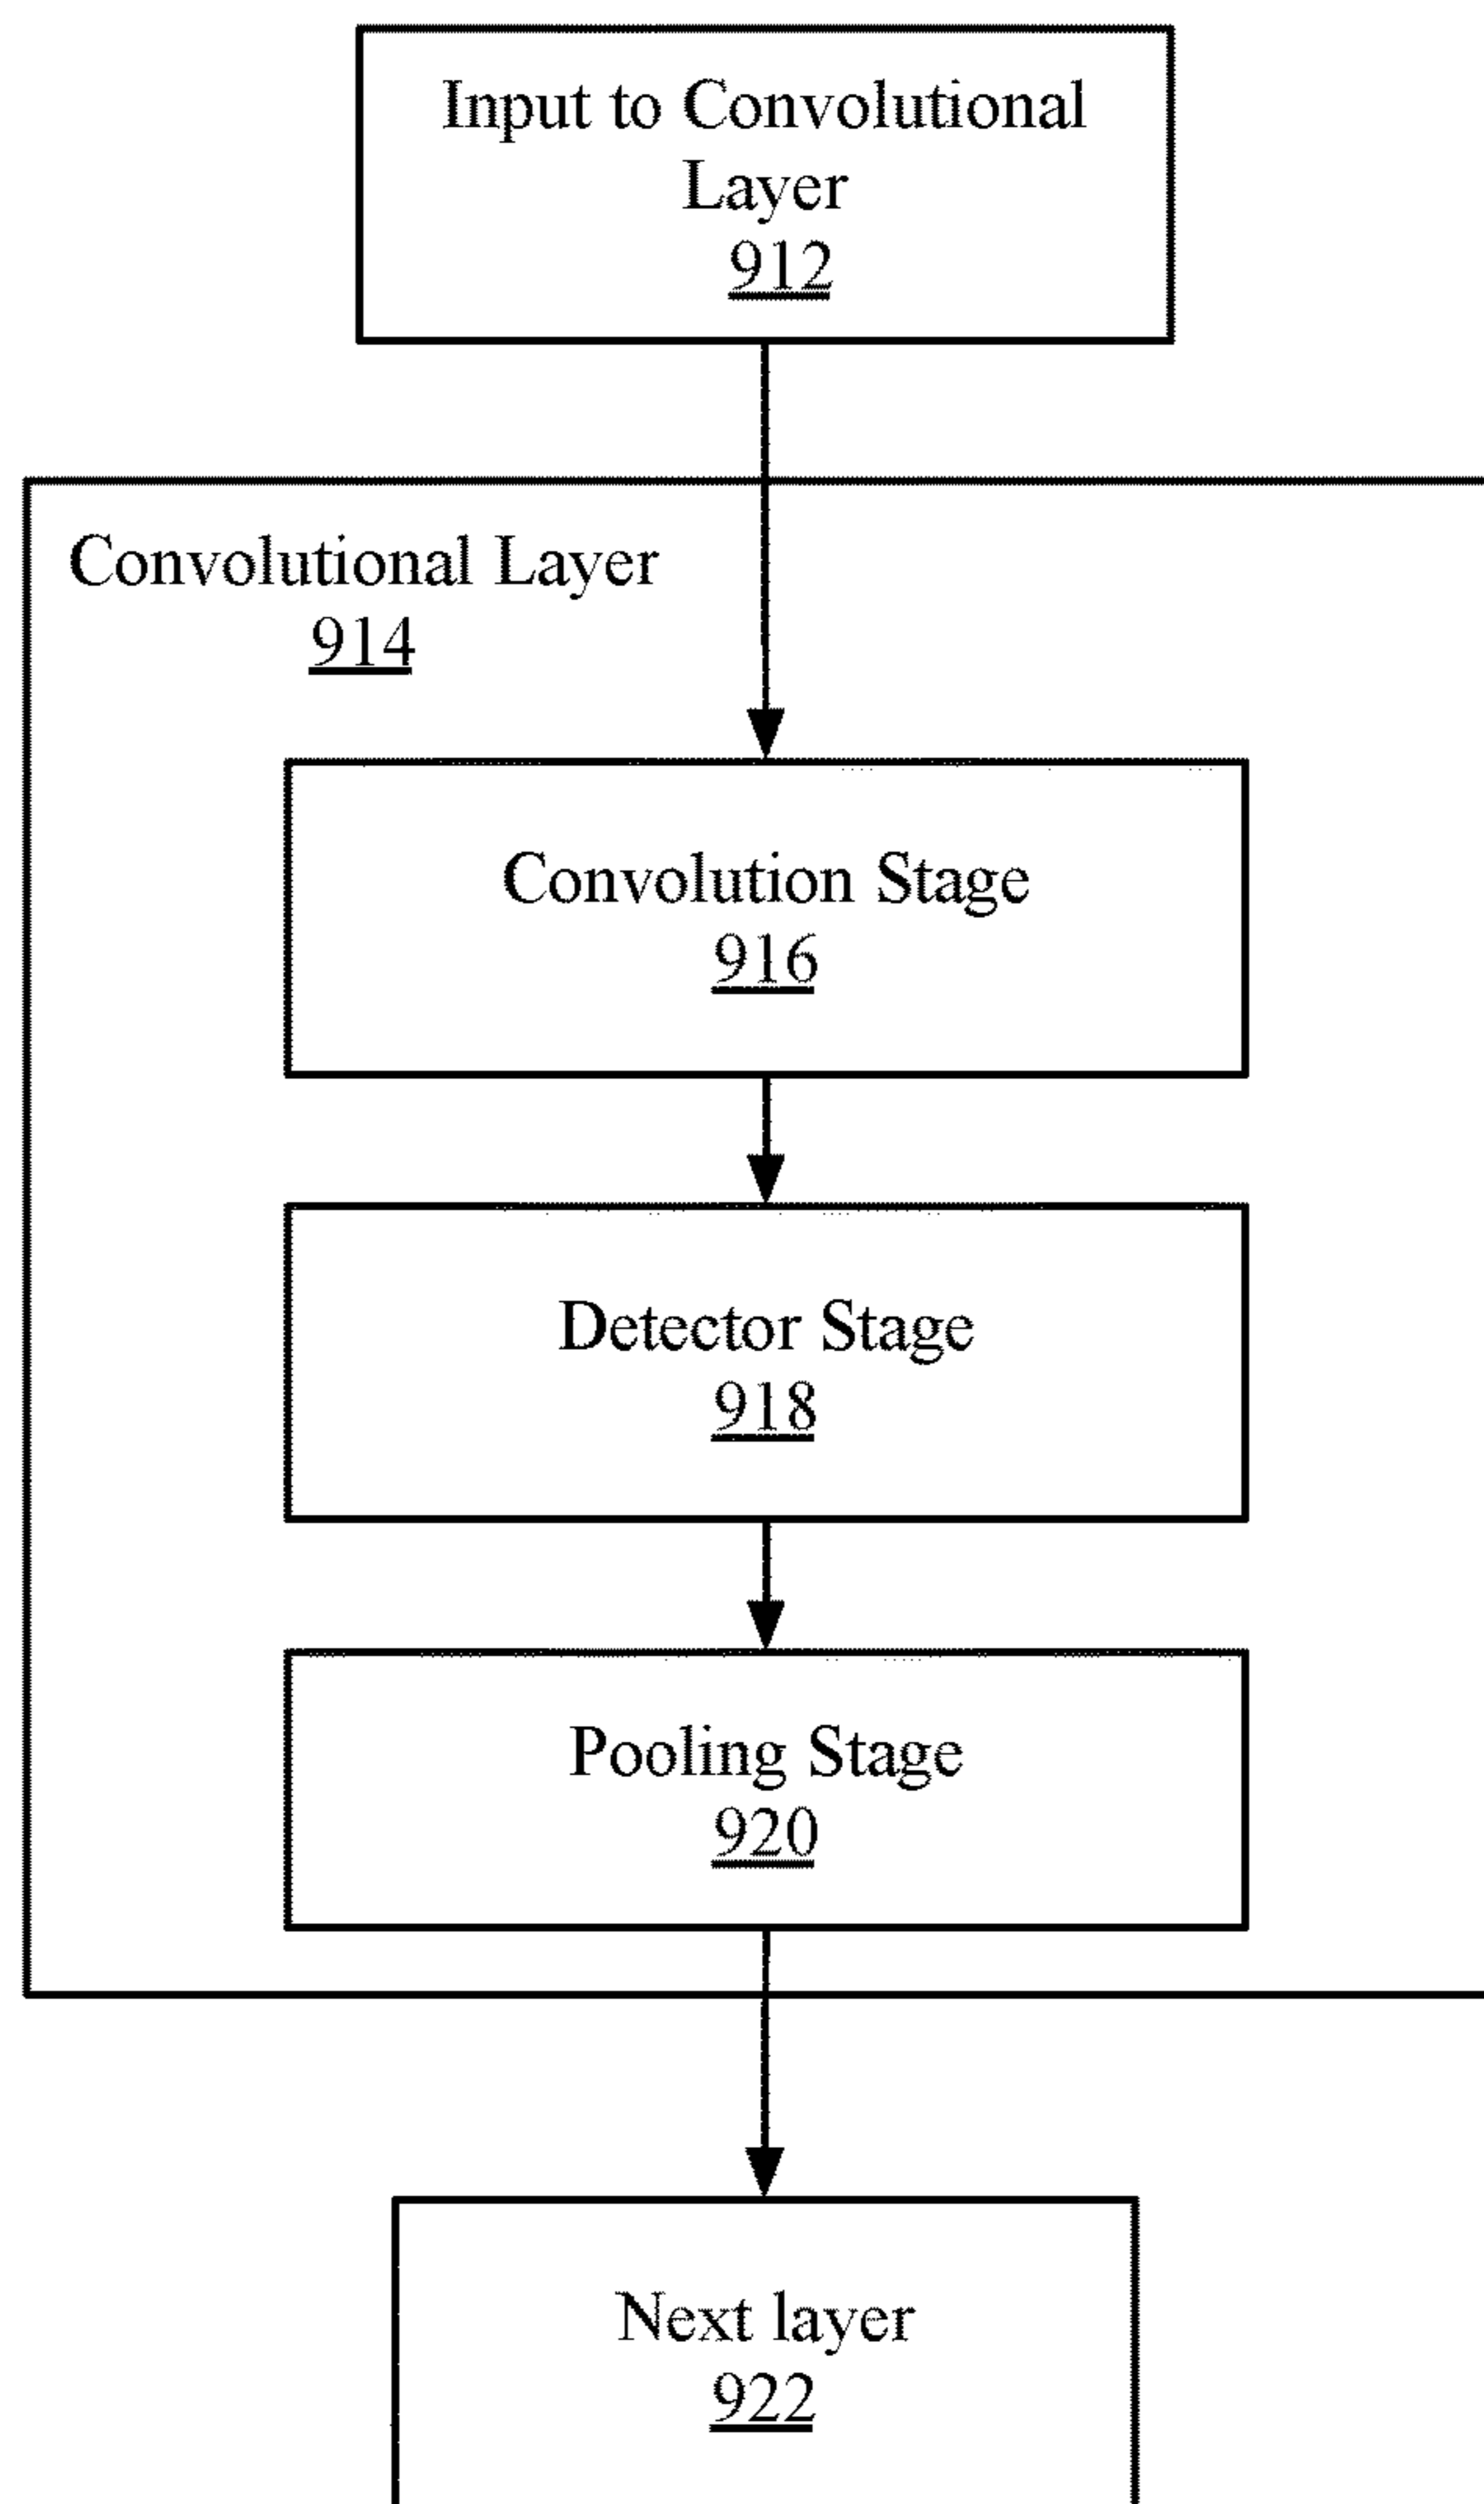 Input to Convolutional
Layer
912
Convolutional Layer
914
Convolution Stage
916
Detector Stage
918
Pooling Stage
920
Next layer
922